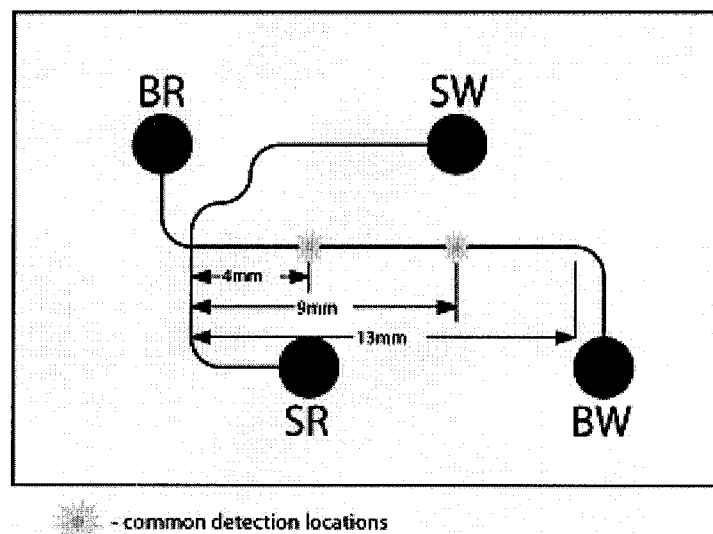 BR
SW
4mm
9mm
13mm
SR
BW
- common detection locations